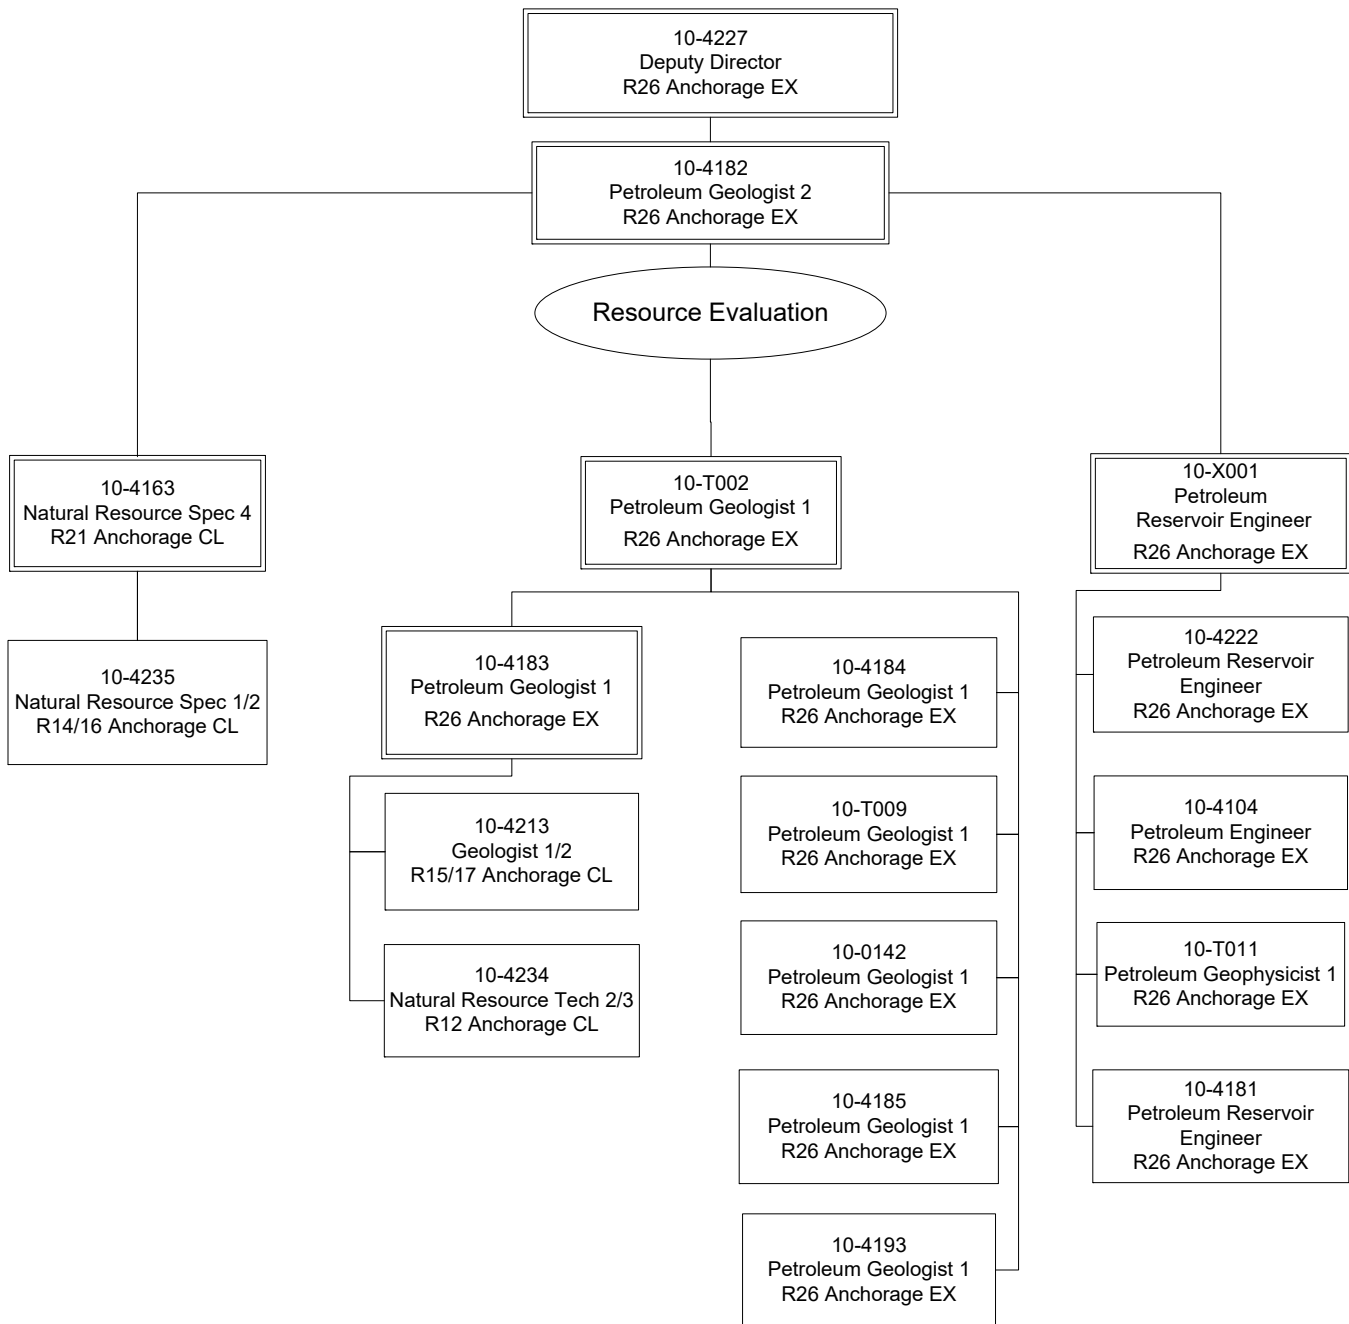 10-4227
Deputy Director
R26 Anchorage EX
10-4182
Petroleum Geologist 2
R26 Anchorage EX
Resource Evaluation
10-4163
Natural Resource Spec 4
R21 Anchorage CL
10-T002
Petroleum Geologist 1
R26 Anchorage EX
10-X001
Petroleum
Reservoir Engineer
R26 Anchorage EX
10-4235
Natural Resource Spec 1/2
R14/16 Anchorage CL
10-4183
Petroleum Geologist 1
R26 Anchorage EX
10-4213
Geologist 1/2
R15/17 Anchorage CL
10-4234
Natural Resource Tech 2/3
R12 Anchorage CL
10-4184
Petroleum Geologist 1
R26 Anchorage EX
10-T009
Petroleum Geologist 1
R26 Anchorage EX
10-0142
Petroleum Geologist 1
R26 Anchorage EX
10-4185
Petroleum Geologist 1
R26 Anchorage EX
10-4193
Petroleum Geologist 1
R26 Anchorage EX
10-4222
Petroleum Reservoir
Engineer
R26 Anchorage EX
10-4104
Petroleum Engineer
R26 Anchorage EX
10-T011
Petroleum Geophysicist 1
R26 Anchorage EX
10-4181
Petroleum Reservoir
Engineer
R26 Anchorage EX